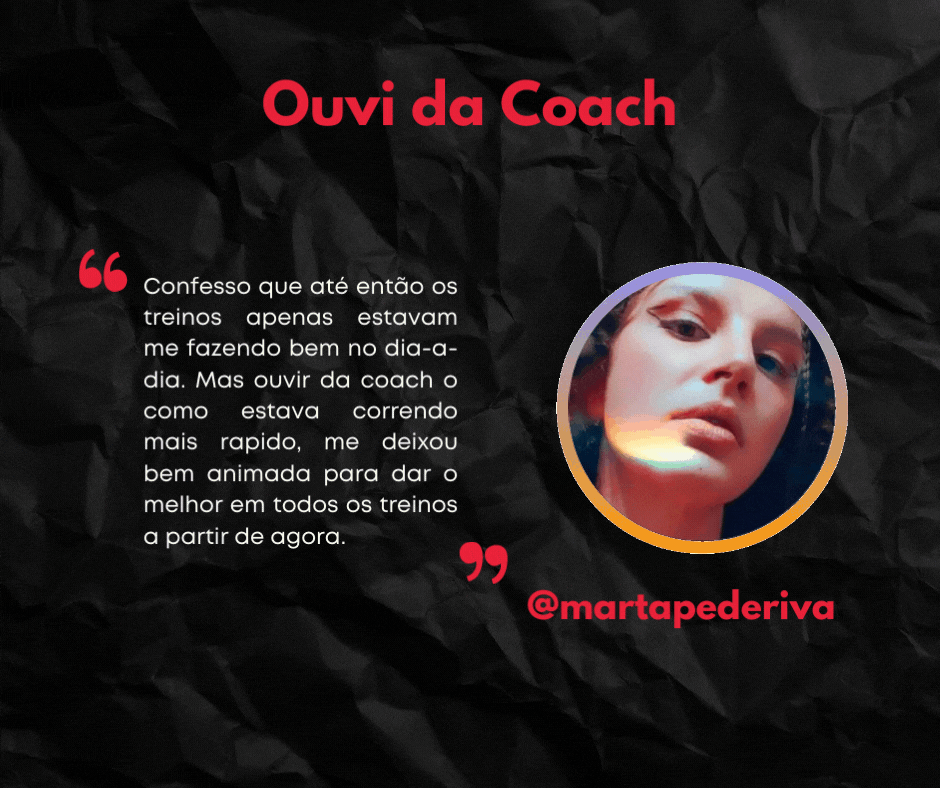 Ouvi da Coach
“
Confesso que até então os
treinos apenas estavam
me fazendo bem no dia-a-
dia. Mas ouvir da coach o
como estava correndo
mais rapido, me deixou
bem animada para dar o
melhor em todos os treinos
a partir de agora.
”
@martapederiva